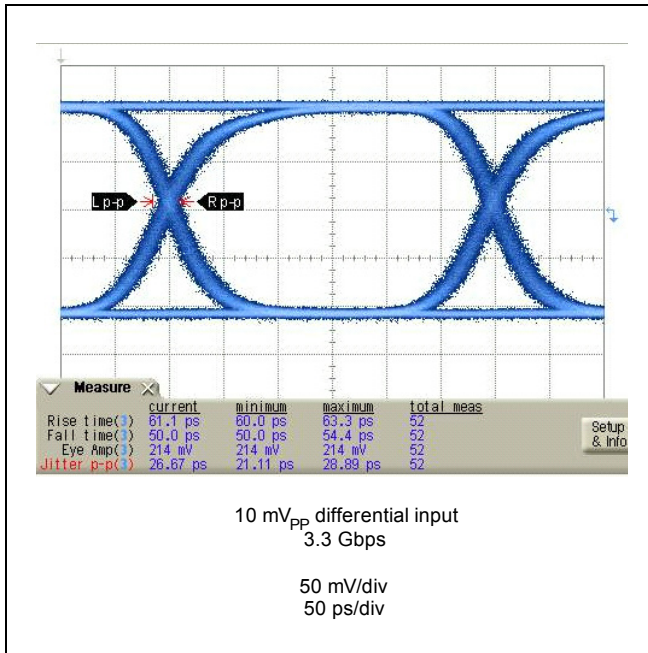 L p-p R p-p
Measure
current minimum maximum total meas
Rise time(3) 61.1 ps 60.0 ps 63.3 ps 52
Fall time(3) 50.0 ps 50.0 ps 54.4 ps 52
Eye Amp(3) 214 mV 214 mV 214 mV 52
Jitter p-p(3) 26.67 ps 21.11 ps 28.89 ps 52
Setup
& Info
10 mVPP differential input
3.3 Gbps
50 mV/div
50 ps/div